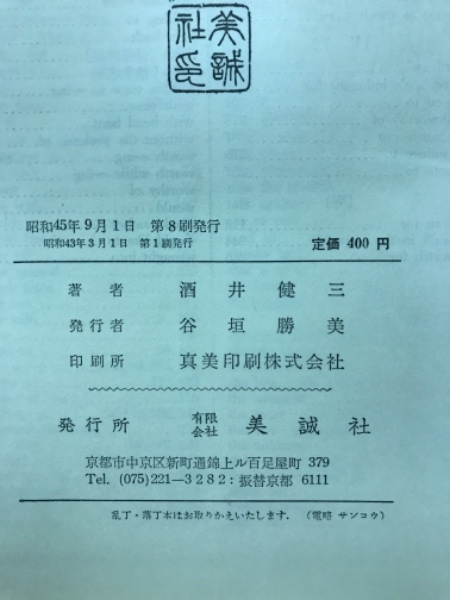 美誠
社印
昭和45年9月1日 第8刷発行
昭和43年3月1日 第1刷発行
定価 400 円
著者 酒井健三
発行者 谷垣勝美
印刷所 真美印刷株式会社
発行所 有限会社 美誠社
京都市中京区新町通錦上ル百足屋町 379
Tel. (075)221―3282：振替京都 6111
乱丁・落丁本はお取りかえいたします。 （電略 サンコウ）